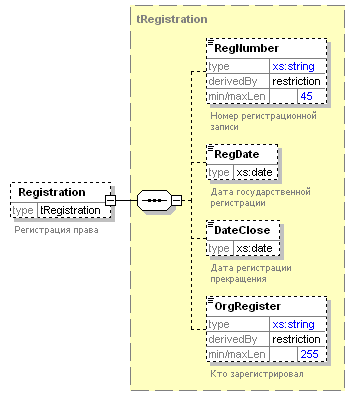 tRegistration
RegNumber
type xs:string
derivedBy restriction
min/maxLen 45
Номер регистрационной
записи
RegDate
type xs:date
Дата государственной
регистрации
Registration
type tRegistration
Регистрация права
DateClose
type xs:date
Дата регистрации
прекращения
OrgRegister
type xs:string
derivedBy restriction
min/maxLen 255
Кто зарегистрировал